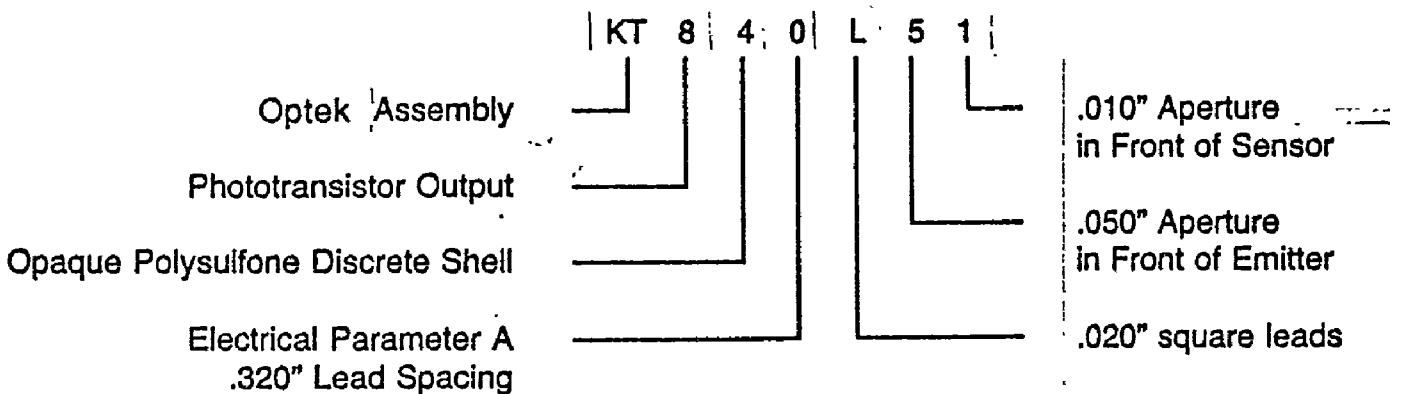 KT 8 4 0 L 5 1
Optek Assembly
Phototransistor Output
Opaque Polysulfone Discrete Shell
Electrical Parameter A
.320" Lead Spacing
.010" Aperture
in Front of Sensor
.050" Aperture
in Front of Emitter
.020" square leads